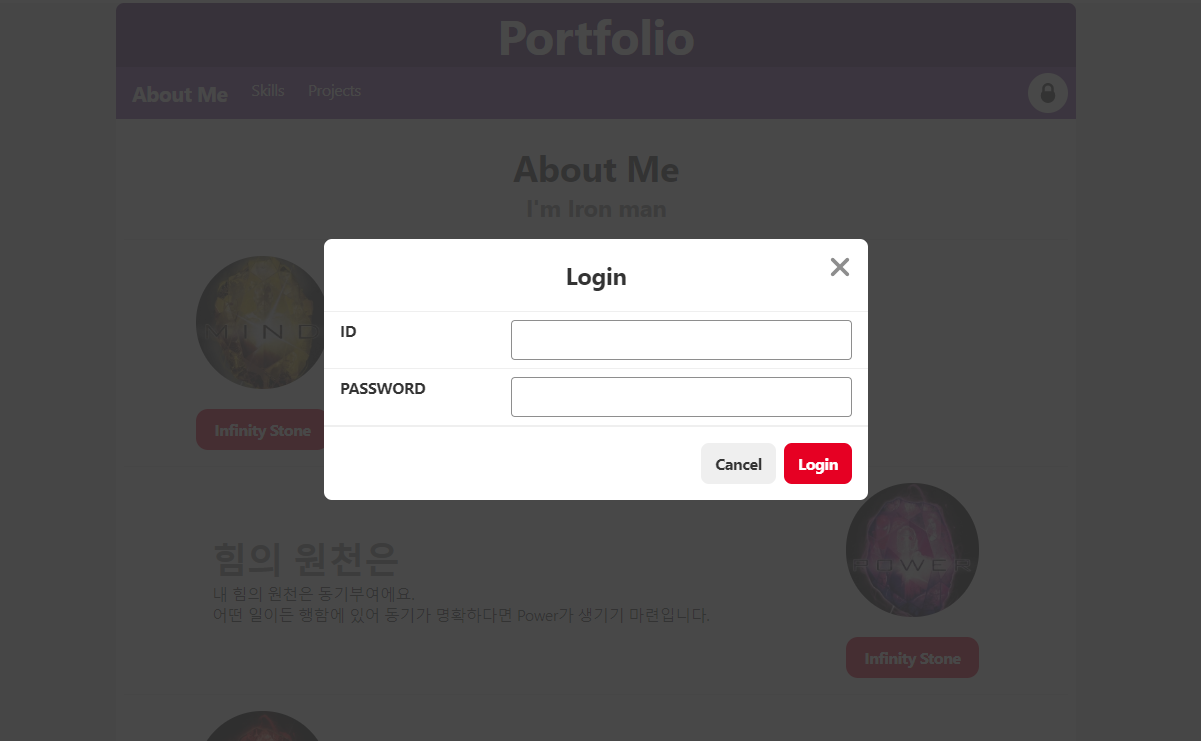 Portfolio
About Me Skills Projects
About Me
I'm Iron man
Login
MIND
ID
PASSWORD
Infinity Stone
Cancel Login
힘의 원천은
내 힘의 원천은 동기부여에요.
어떤 일이든 행함에 있어 동기가 명확하다면 Power가 생기기 마련입니다.
POWER
Infinity Stone